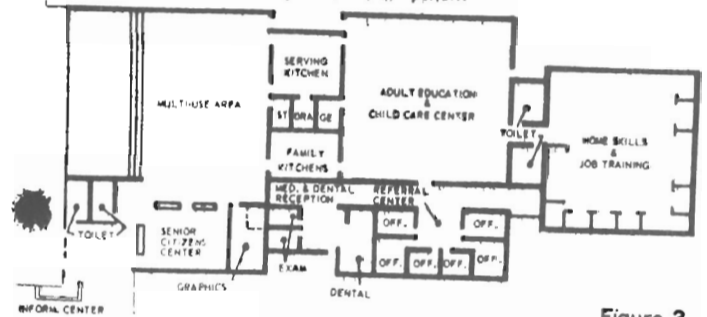 SERVING
KITCHEN
MULTI-USE AREA
ADULT EDUCATION
&
CHILD CARE CENTER
STORAGE
TOILET
HOME SKILLS
&
JOB TRAINING
FAMILY
KITCHENS
MED. & DENTAL
RECEPTION
REFERRAL
CENTER
OFF.
OFF.
TOILET
SENIOR
CITIZENS
CENTER
EXAM
OFF.
OFF.
OFF.
OFF.
GRAPHICS
DENTAL
INFORM. CENTER